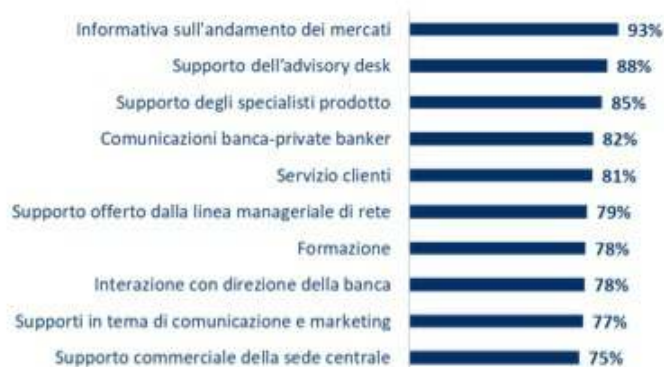 Informativa sull'andamento dei mercati 93%
Supporto dell'advisory desk 88%
Supporto degli specialisti prodotto 85%
Comunicazioni banca-private banker 82%
Servizio clienti 81%
Supporto offerto dalla linea manageriale di rete 79%
Formazione 78%
Interazione con direzione della banca 78%
Supporti in tema di comunicazione e marketing 77%
Supporto commerciale della sede centrale 75%